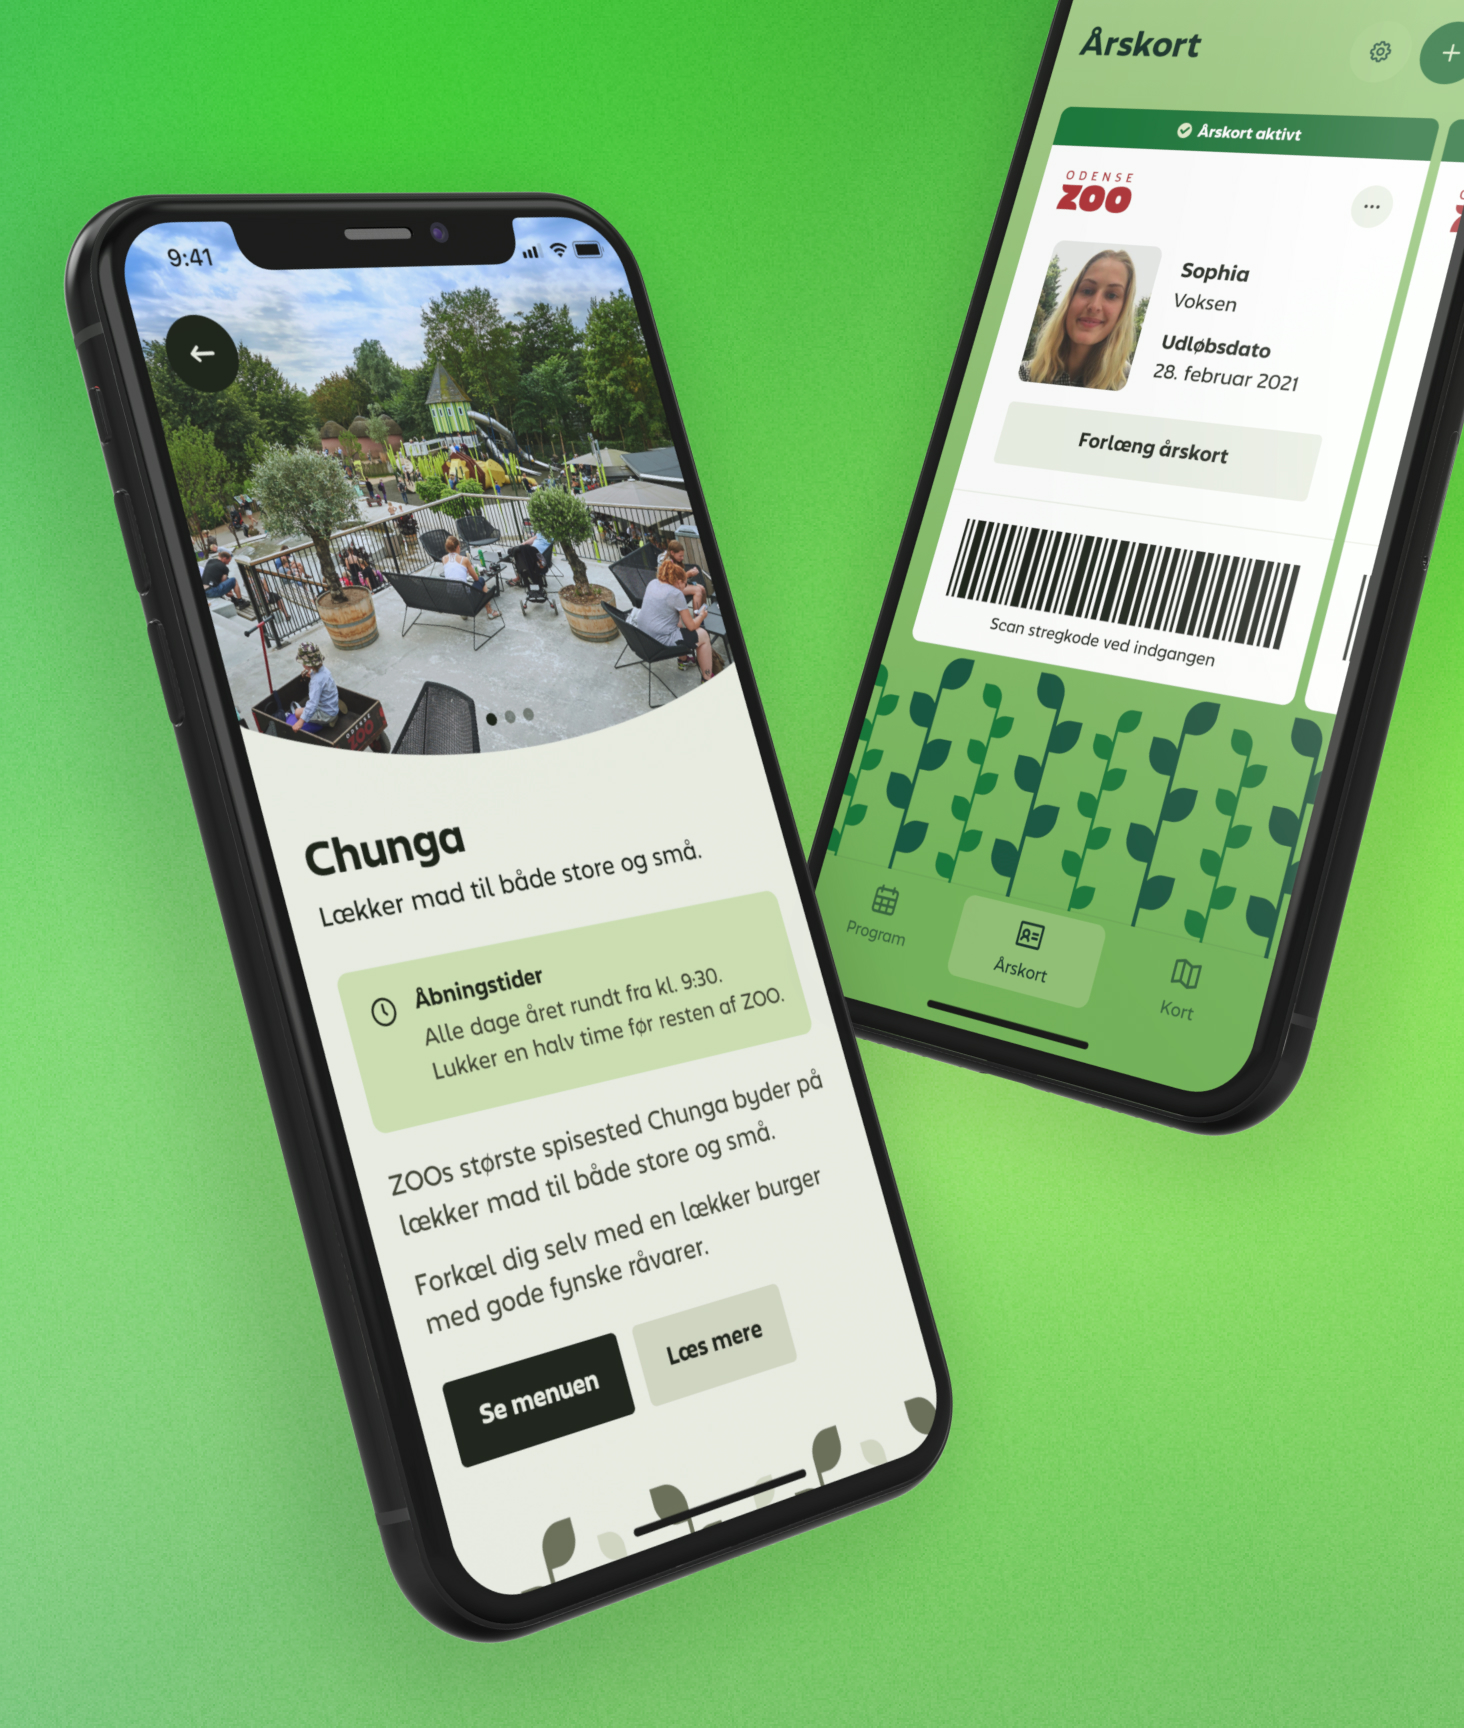 9:41
ODENSE
ZOO
Chunga
Lækker mad til både store og små.
Åbningstider
Alle dage året rundt fra kl. 9:30.
Lukker en halv time før resten af ZOO.
ZOOs største spisested Chunga byder på
lækker mad til både store og små.
Forkæl dig selv med en lækker burger
med gode fynske råvarer.
Se menuen
Læs mere
Årskort
Årskort aktivt
ODENSE
ZOO
Sophia
Voksen
Udløbsdato
28. februar 2021
Forlæng årskort
Scan stregkode ved indgangen
Program
Årskort
Kort